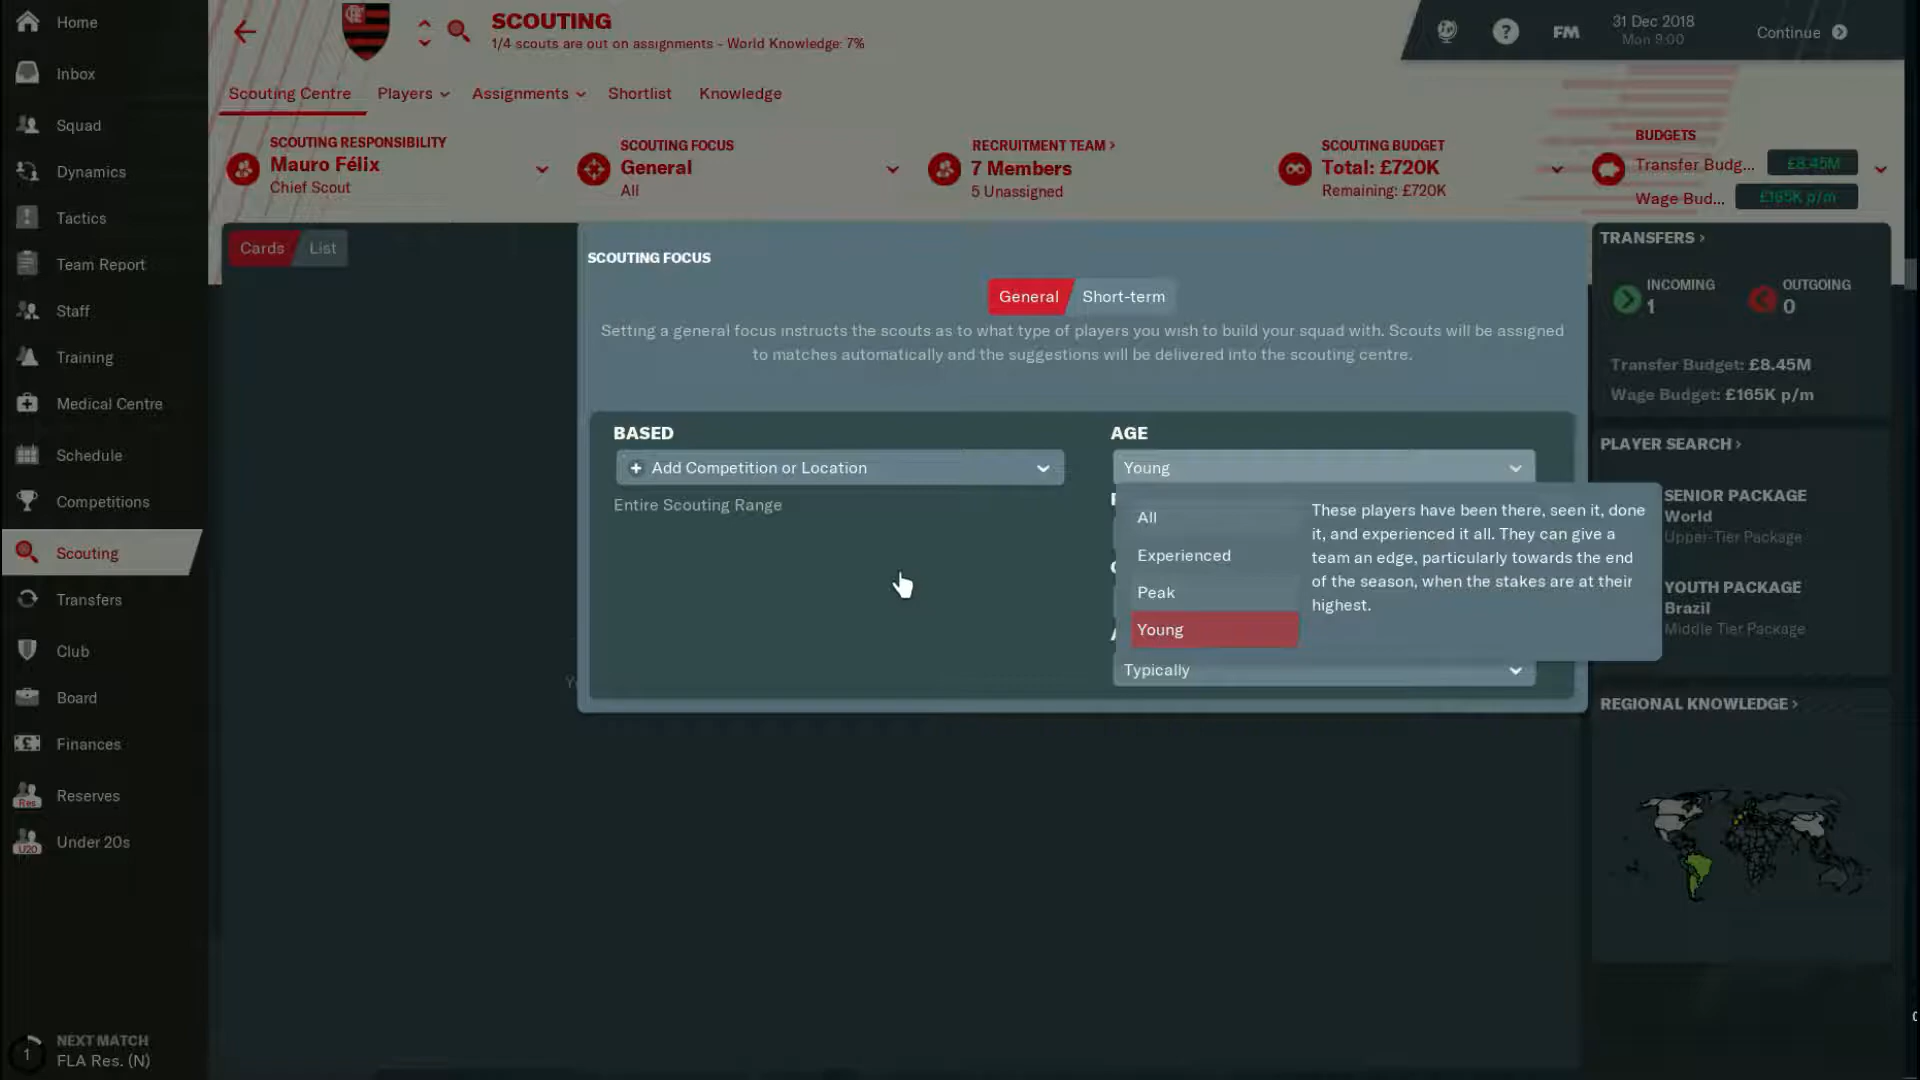 Home
Inbox
Squad
Dynamics
Tactics
Team Report
Staff
Training
Medical Centre
Schedule
Competitions
Scouting
Transfers
Club
Board
Finances
Res
Reserves
U20
Under 20s
1
NEXT MATCH
FLA Res. (N)
SCOUTING
1/4 scouts are out on assignments - World Knowledge: 7%
?
FM
31 Dec 2018
Mon 9:00
Continue
Scouting Centre
Players
Assignments
Shortlist
Knowledge
SCOUTING RESPONSIBILITY
Mauro Félix
Chief Scout
SCOUTING FOCUS
General
All
RECRUITMENT TEAM >
7 Members
5 Unassigned
SCOUTING BUDGET
Total: £720K
Remaining: £720K
BUDGETS
Transfer Budg... £8.45M
Wage Bud... £165K p/m
Cards
List
SCOUTING FOCUS
General
Short-term
Setting a general focus instructs the scouts as to what type of players you wish to build your squad with. Scouts will be assigned
to matches automatically and the suggestions will be delivered into the scouting centre.
BASED
+ Add Competition or Location
Entire Scouting Range
AGE
Young
All
Experienced
Peak
Young
These players have been there, seen it, done
it, and experienced it all. They can give a
team an edge, particularly towards the end
of the season, when the stakes are at their
highest.
Typically
TRANSFERS >
INCOMING
1
OUTGOING
0
Transfer Budget: £8.45M
Wage Budget: £165K p/m
PLAYER SEARCH >
SENIOR PACKAGE
World
Upper-Tier Package
YOUTH PACKAGE
Brazil
Middle Tier Package
REGIONAL KNOWLEDGE >